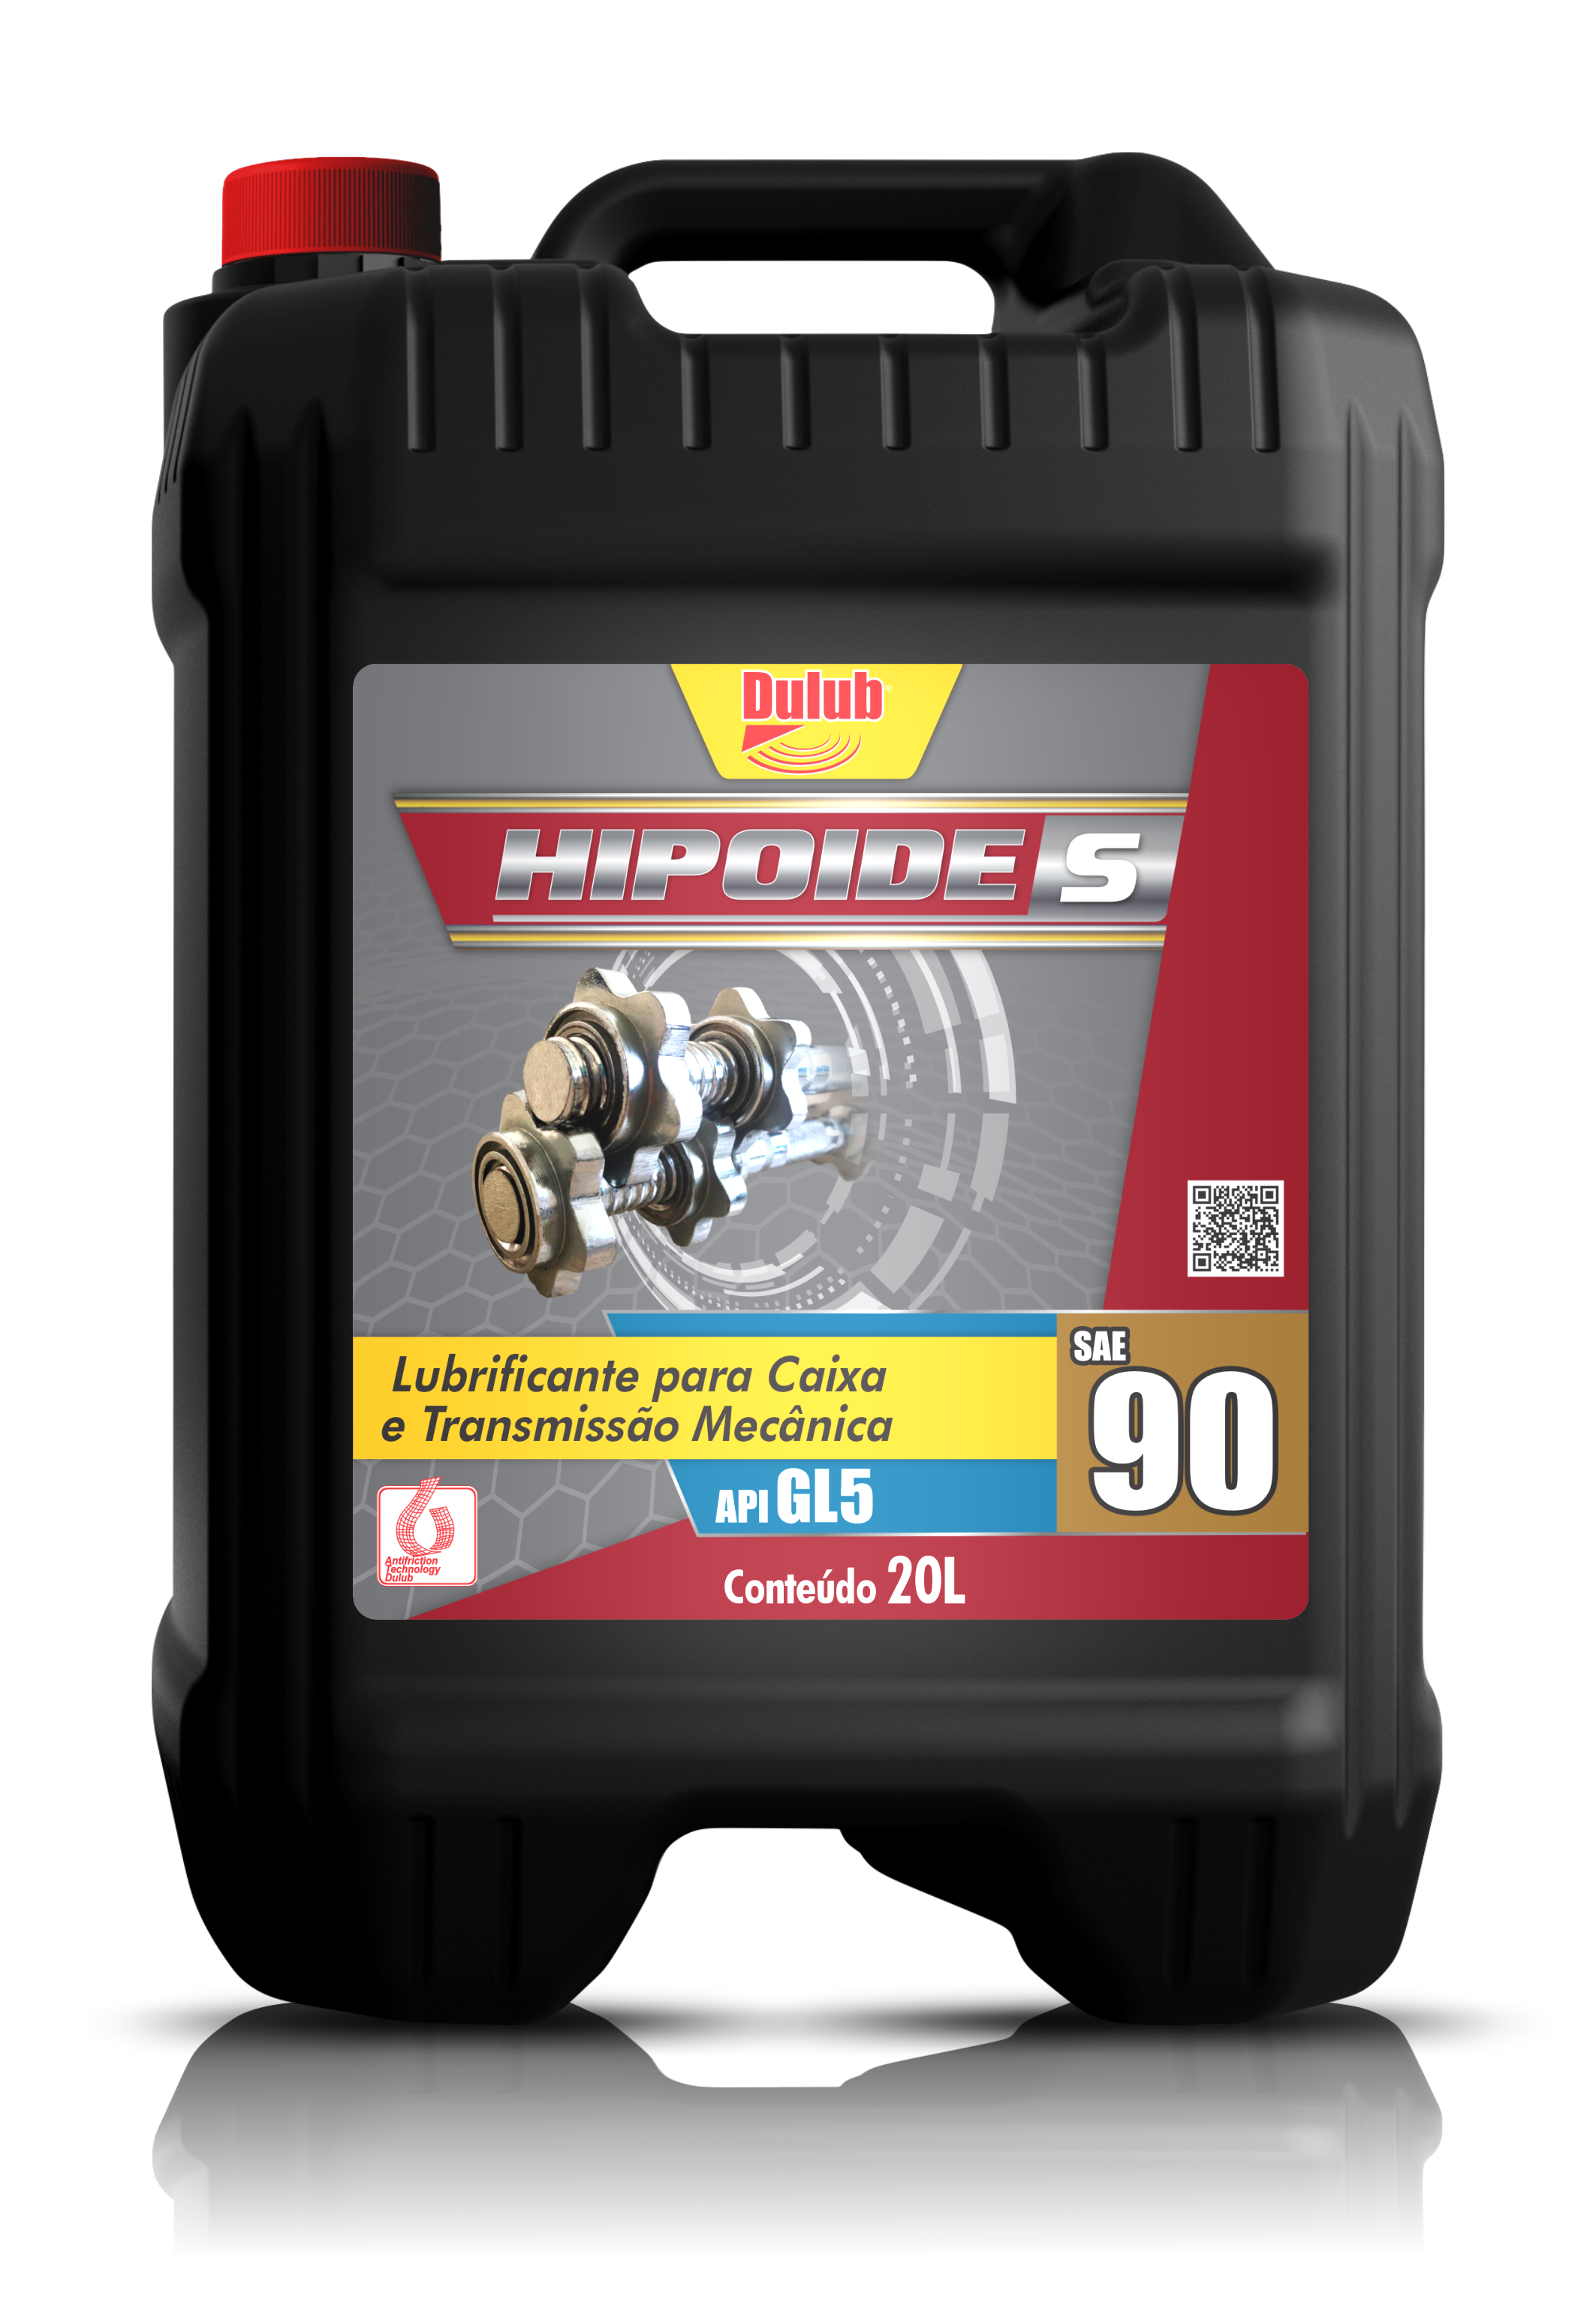 Dulub
HIPOIDE S
Lubrificante para Caixa
e Transmissão Mecânica
SAE
90
API GL5
Antifriction
Technology
Dulub
Conteúdo 20L